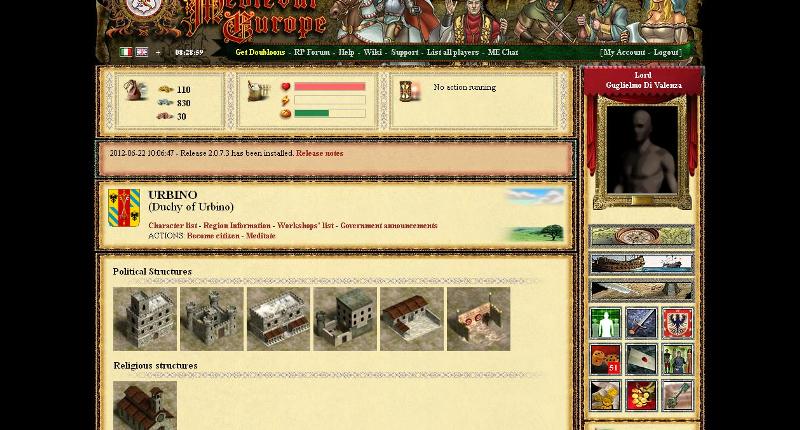 Medieval
Europe
+ 08:28:59 Get Doubloons - RP Forum - Help - Wiki - Support - List all players - ME Chat [My Account - Logout]
Lord
Guglielmo Di Valenza
110
830
30
No action running
2012-06-22 10:06:47 - Release 2.0.7.3 has been installed. Release notes
URBINO
(Duchy of Urbino)
Character list - Region Information - Workshops' list - Government announcements
ACTIONS: Become citizen - Meditate
Political Structures
Religious structures
51